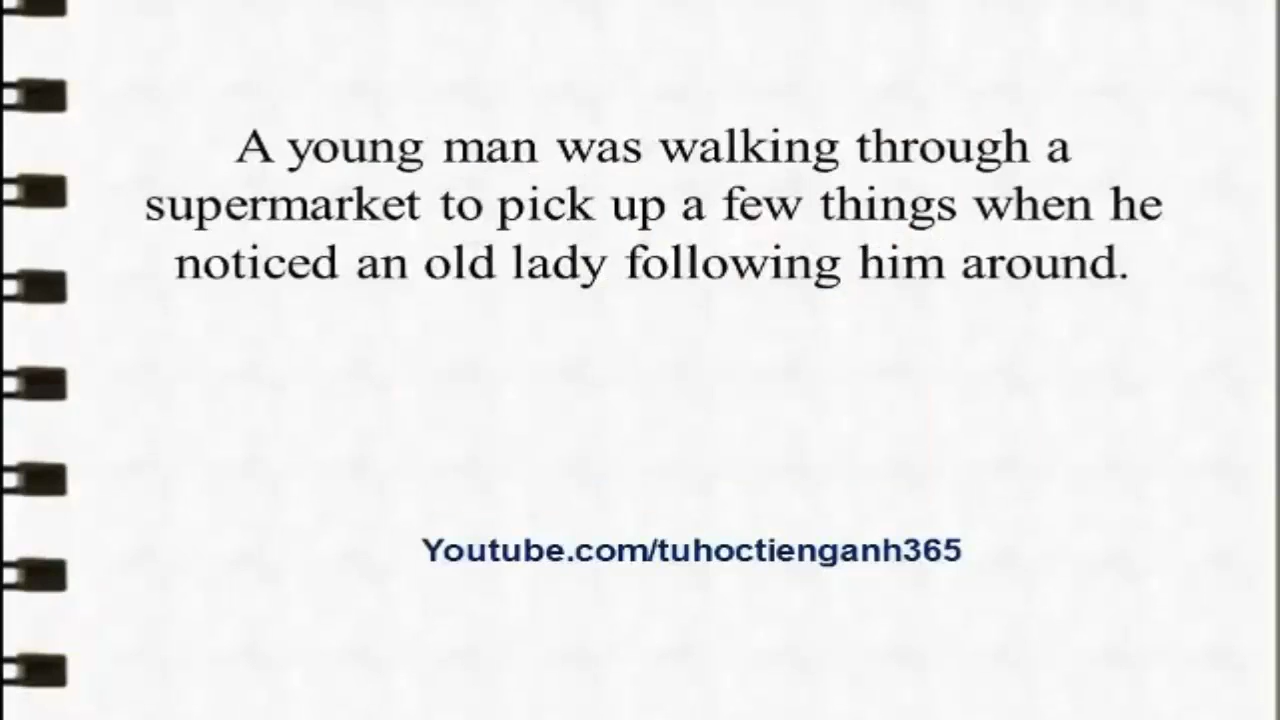 A young man was walking through a
supermarket to pick up a few things when he
noticed an old lady following him around.
Youtube.com/tuhoctienganh365